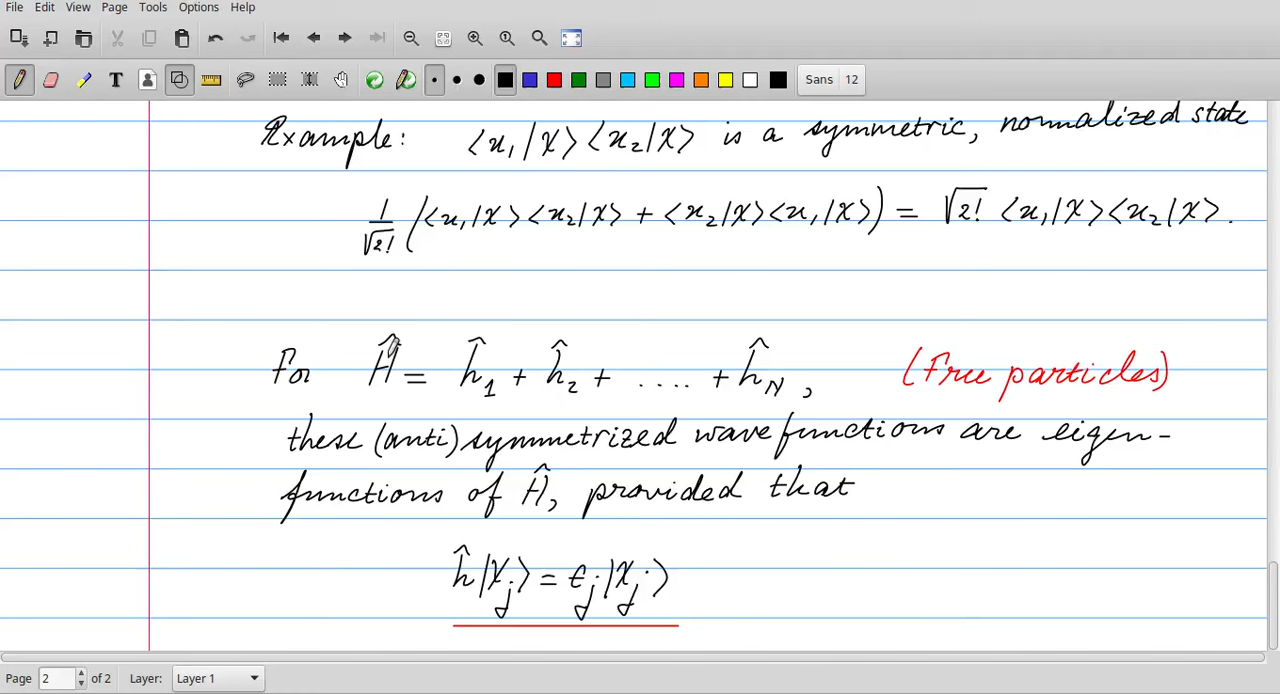 File Edit View Page Tools Options Help
Sans 12
Example: ⟨x₁|χ⟩⟨x₂|χ⟩ is a symmetric, normalized state
1/√2! (⟨x₁|χ⟩⟨x₂|χ⟩ + ⟨x₂|χ⟩⟨x₁|χ⟩) = √2! ⟨x₁|χ⟩⟨x₂|χ⟩.
For Ĥ = ĥ₁ + ĥ₂ + .... + ĥ_N, (Free particles)
these (anti)symmetrized wavefunctions are eigen-
functions of Ĥ, provided that
ĥ|χⱼ⟩ = ϵⱼ|χⱼ⟩
Page 2 of 2 Layer: Layer 1